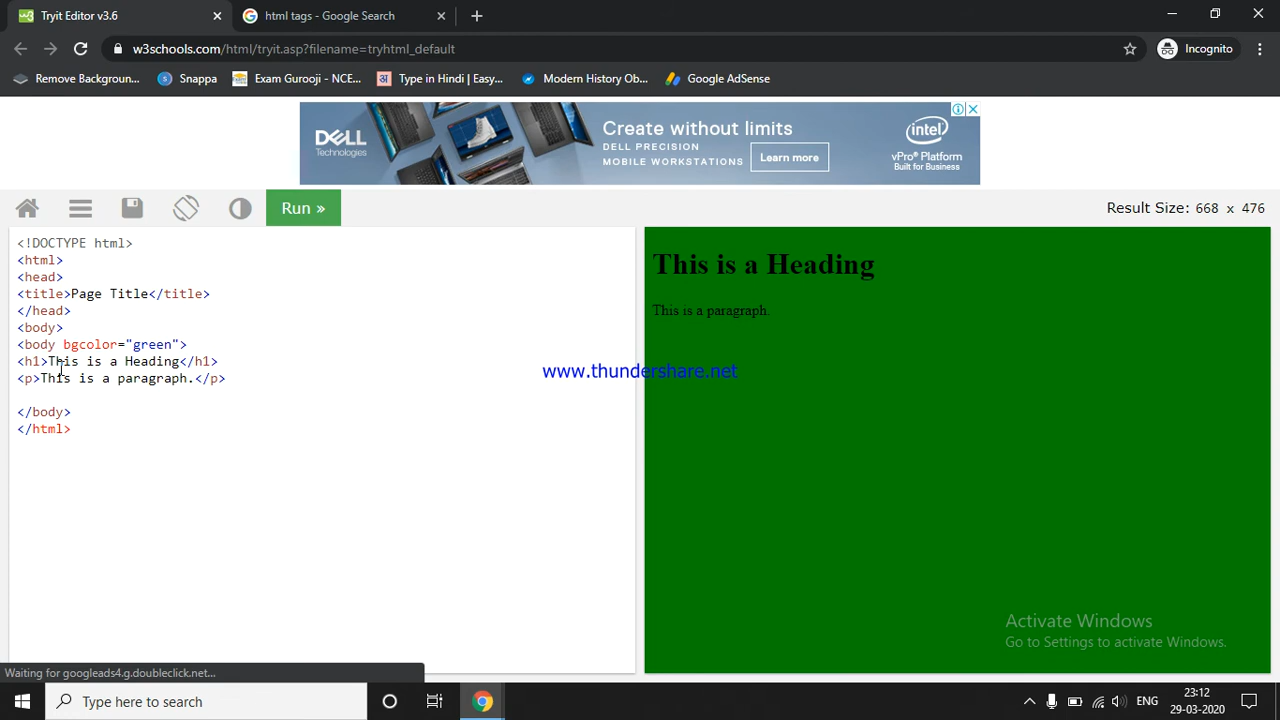 Tryit Editor v3.6
html tags - Google Search
w3schools.com/html/tryit.asp?filename=tryhtml_default
Incognito
Remove Backgroun...
Snappa
Exam Gurooji - NCE...
अ Type in Hindi | Easy...
Modern History Ob...
Google AdSense
DELL Technologies
Create without limits
DELL PRECISION
MOBILE WORKSTATIONS
Learn more
intel
vPro® Platform
Built for Business
Run »
Result Size: 668 x 476
<!DOCTYPE html>
<html>
<head>
<title>Page Title</title>
</head>
<body>
<body bgcolor="green">
<h1>This is a Heading</h1>
<p>This is a paragraph.</p>
</body>
</html>
This is a Heading
This is a paragraph.
www.thundershare.net
Activate Windows
Go to Settings to activate Windows.
Waiting for googleads4.g.doubleclick.net...
Type here to search
ENG
23:12
29-03-2020